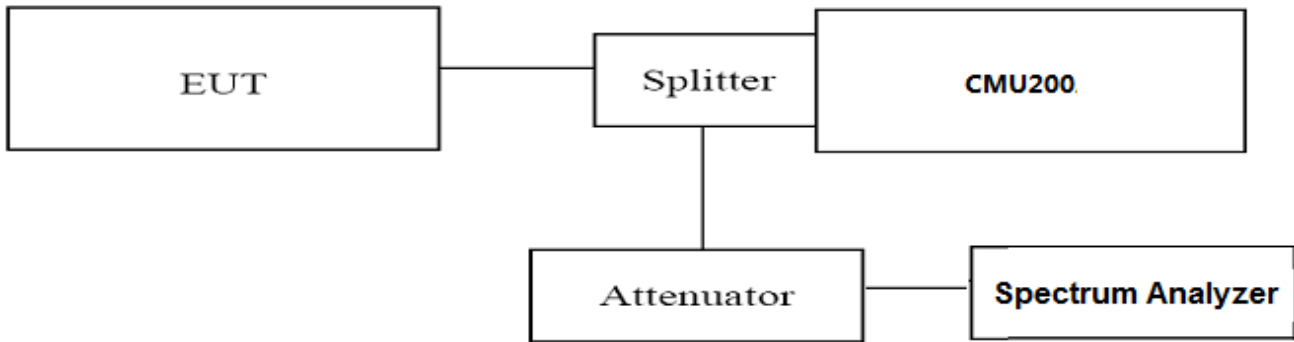 EUT
Splitter
CMU200.
Attenuator
Spectrum Analyzer